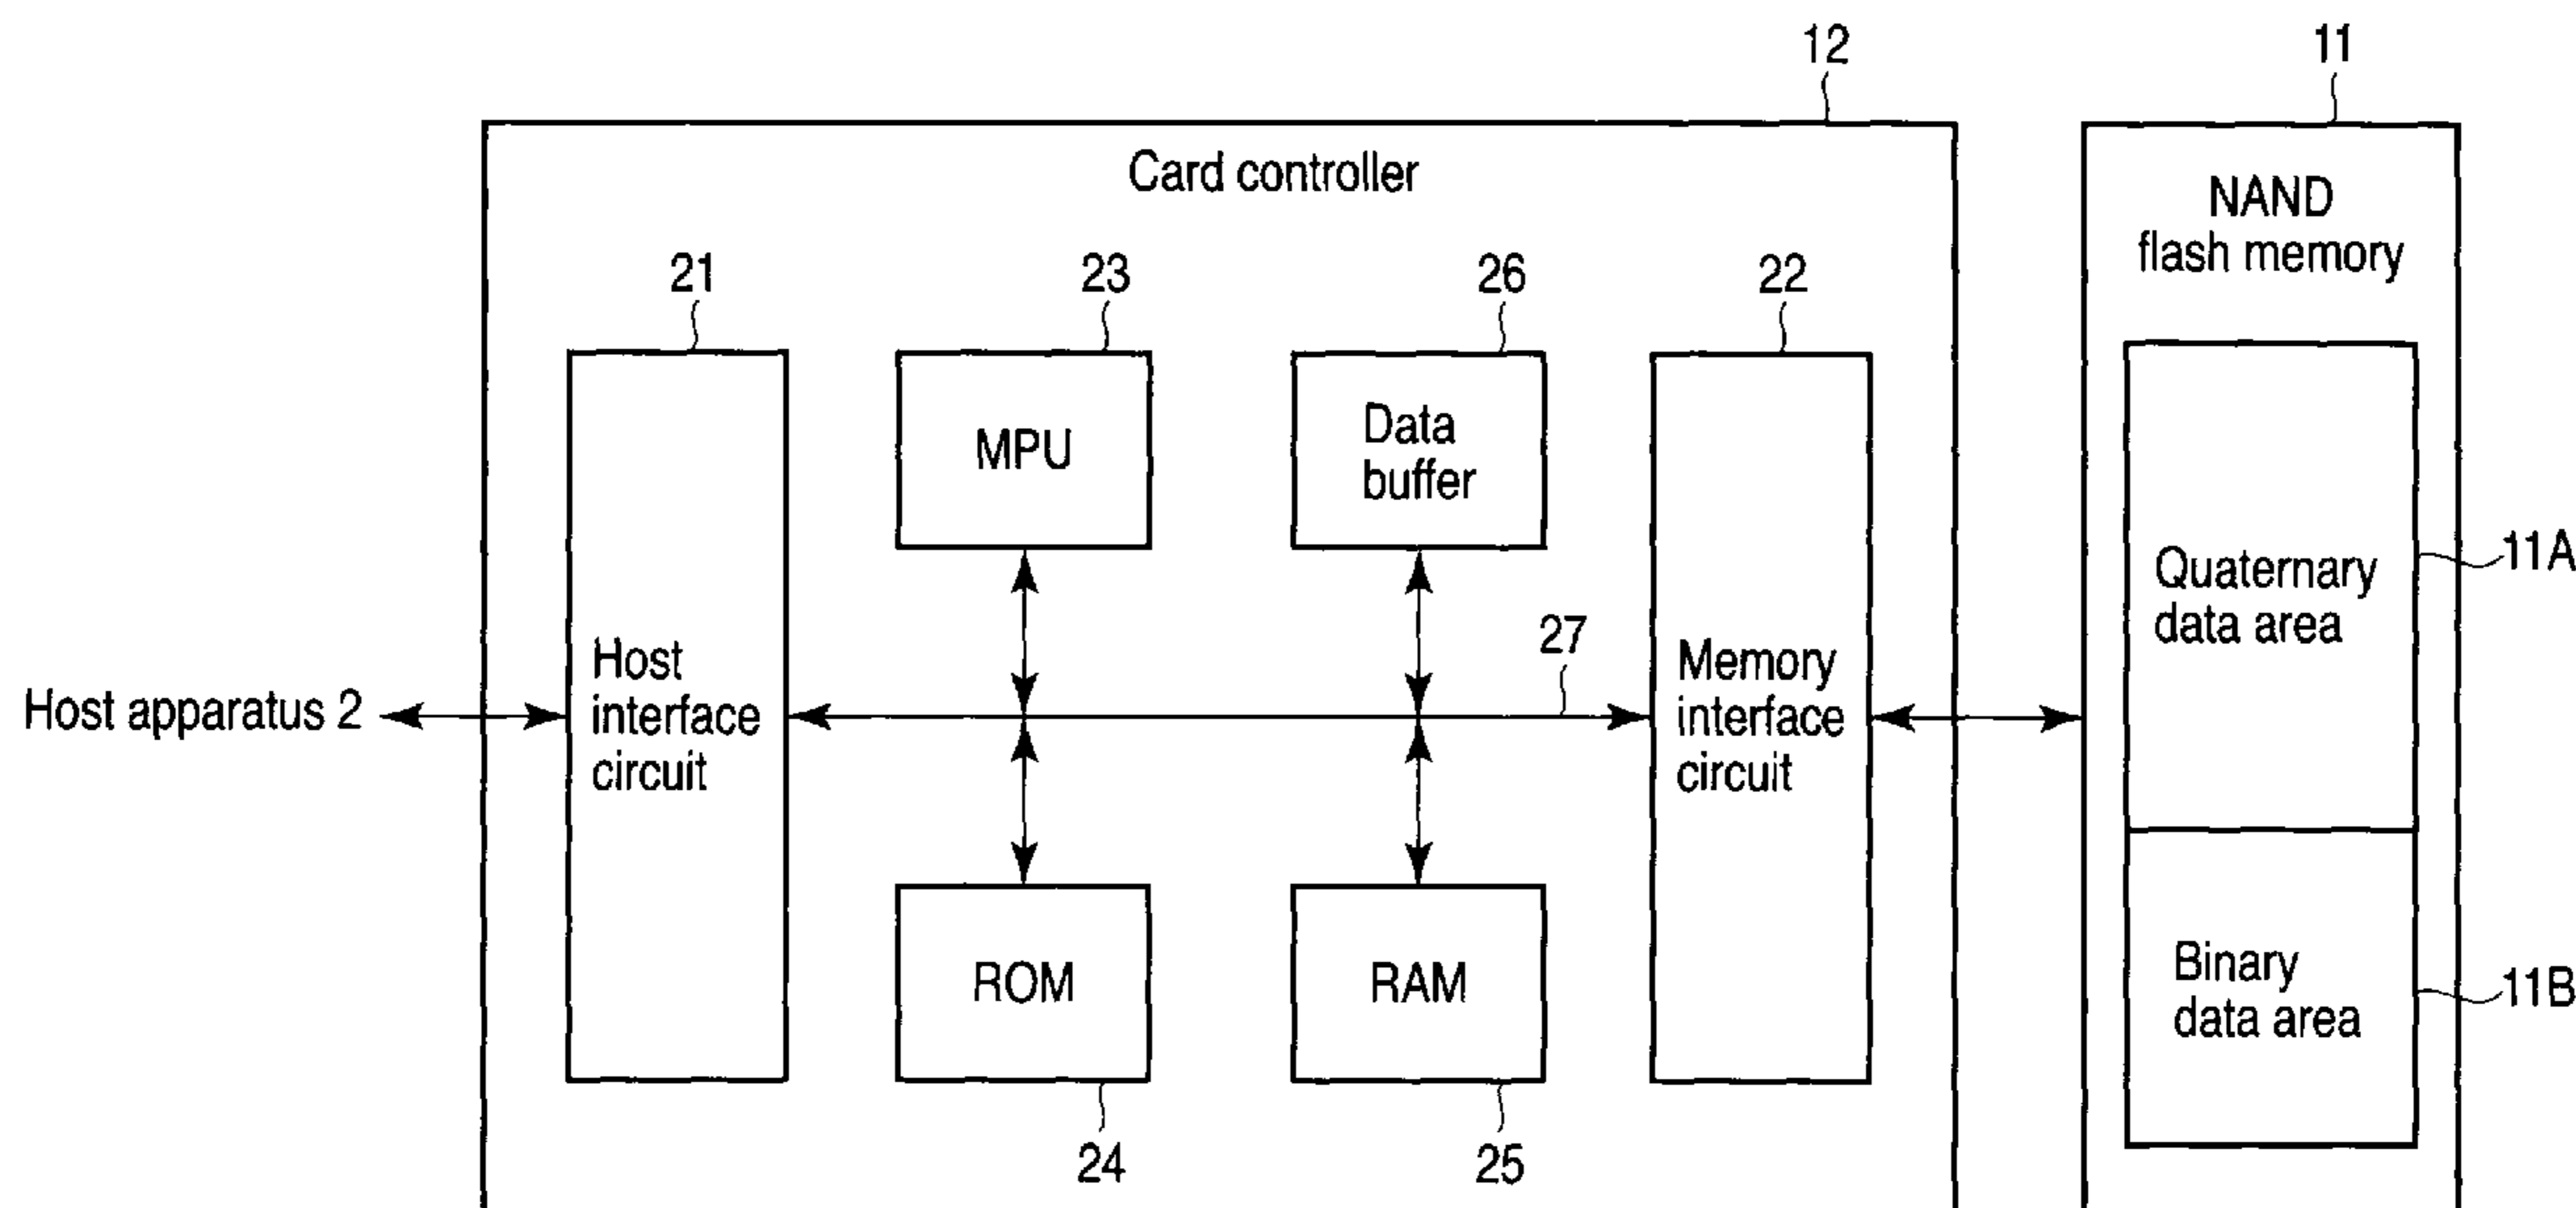 12
11
Card controller
NAND
flash memory
21
23
26
22
MPU
Data
buffer
Quaternary
data area
11A
27
Host apparatus 2
Host
interface
circuit
Memory
interface
circuit
ROM
RAM
Binary
data area
11B
24
25